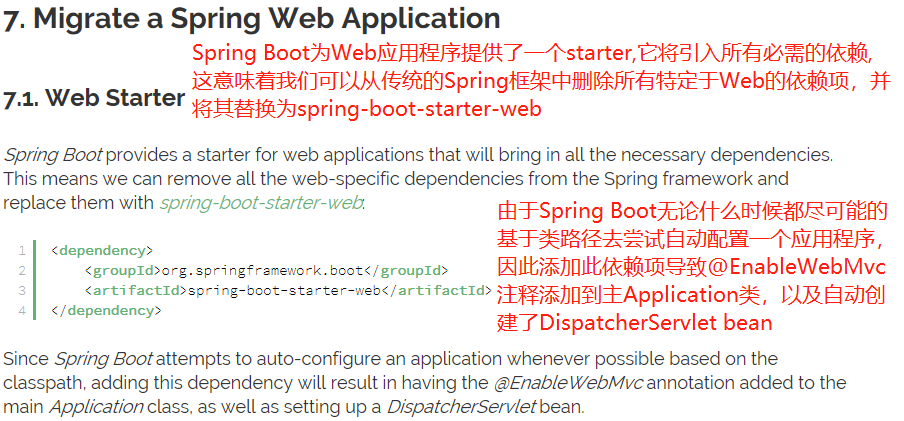 7. Migrate a Spring Web Application
Spring Boot为Web应用程序提供了一个starter,它将引入所有必需的依赖,
这意味着我们可以从传统的Spring框架中删除所有特定于Web的依赖项，并
将其替换为spring-boot-starter-web
7.1. Web Starter
Spring Boot provides a starter for web applications that will bring in all the necessary dependencies.
This means we can remove all the web-specific dependencies from the Spring framework and
replace them with spring-boot-starter-web:
由于Spring Boot无论什么时候都尽可能的
基于类路径去尝试自动配置一个应用程序，
因此添加此依赖项导致@EnableWebMvc
注释添加到主Application类，以及自动创
建了DispatcherServlet bean
1 <dependency>
2 <groupId>org.springframework.boot</groupId>
3 <artifactId>spring-boot-starter-web</artifactId>
4 </dependency>
Since Spring Boot attempts to auto-configure an application whenever possible based on the
classpath, adding this dependency will result in having the @EnableWebMvc annotation added to the
main Application class, as well as setting up a DispatcherServlet bean.